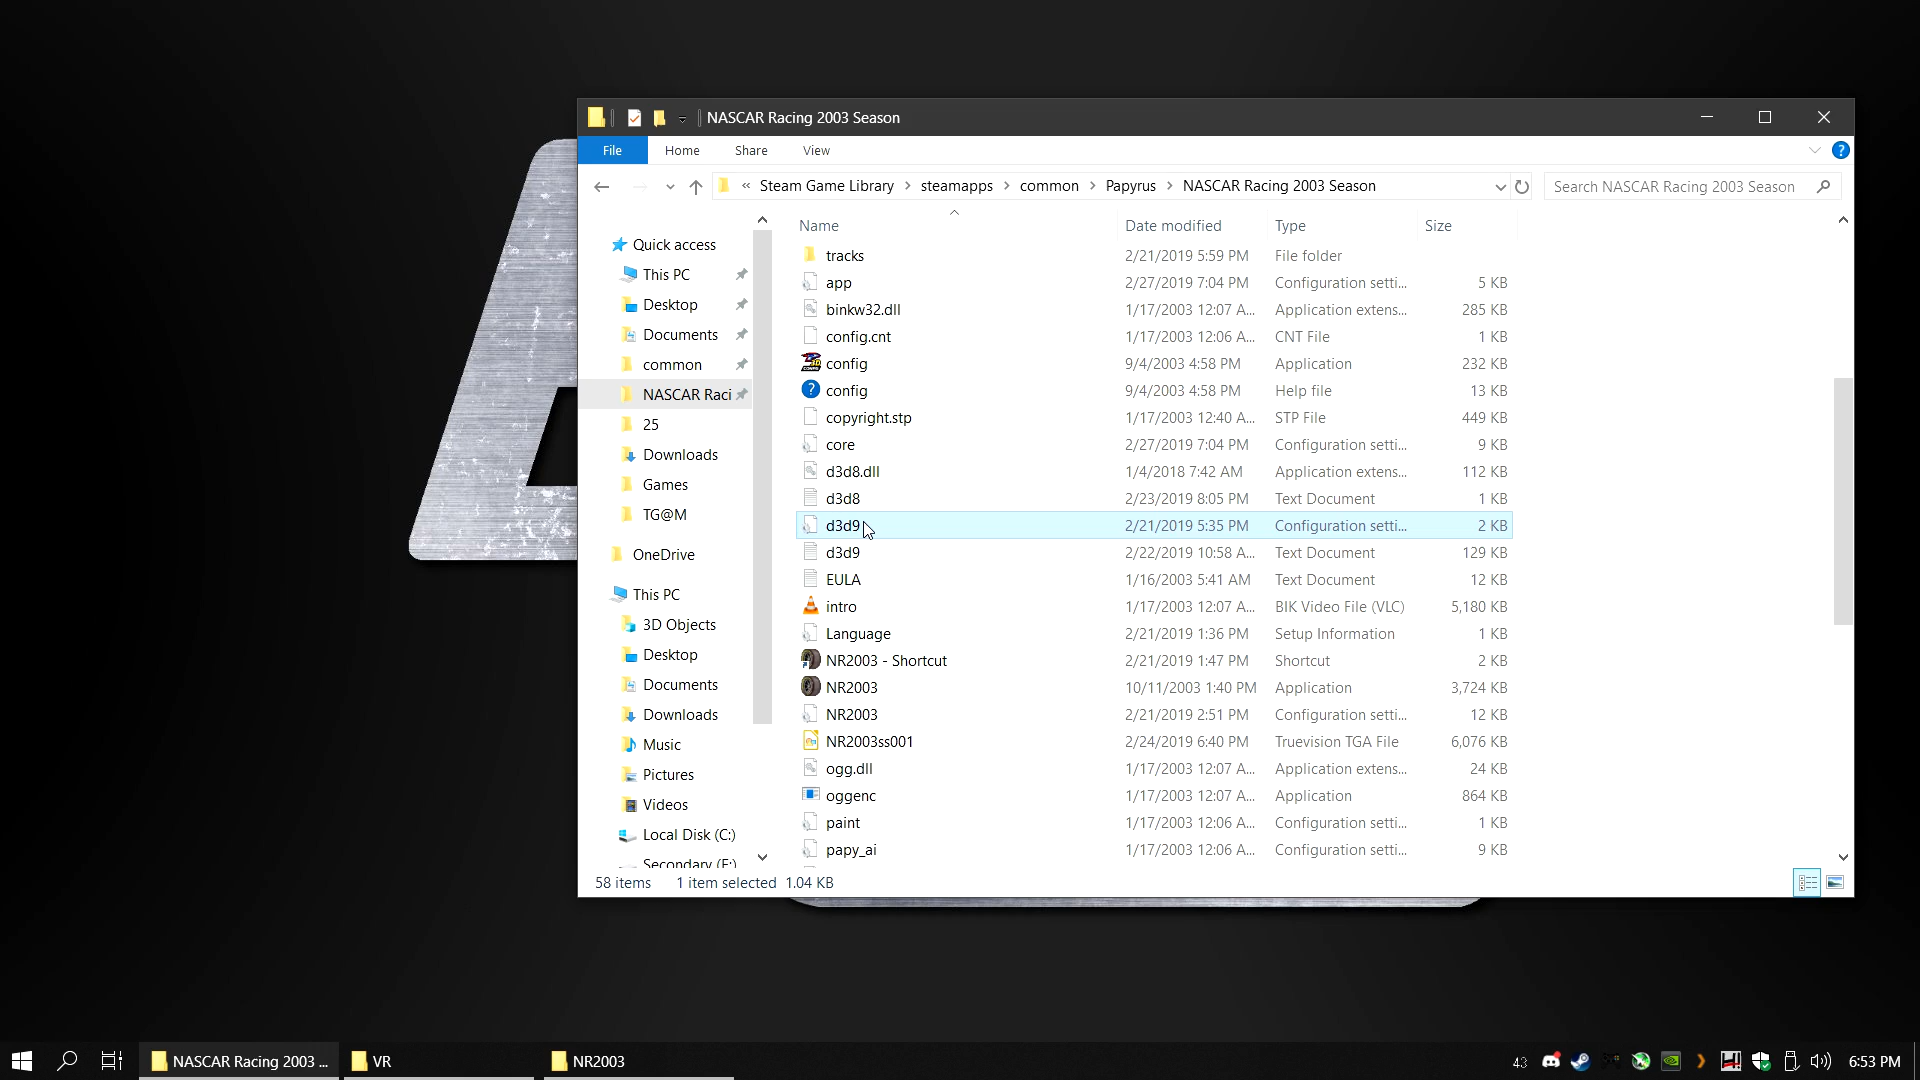 NASCAR Racing 2003 Season
File Home Share View
« Steam Game Library > steamapps > common > Papyrus > NASCAR Racing 2003 Season
Search NASCAR Racing 2003 Season
Quick access
This PC
Desktop
Documents
common
NASCAR Raci
25
Downloads
Games
TG@M
OneDrive
This PC
3D Objects
Desktop
Documents
Downloads
Music
Pictures
Videos
Local Disk (C:)
Secondary (E:)
Name Date modified Type Size
tracks 2/21/2019 5:59 PM File folder
app 2/27/2019 7:04 PM Configuration setti... 5 KB
binkw32.dll 1/17/2003 12:07 A... Application extens... 285 KB
config.cnt 1/17/2003 12:06 A... CNT File 1 KB
config 9/4/2003 4:58 PM Application 232 KB
config 9/4/2003 4:58 PM Help file 13 KB
copyright.stp 1/17/2003 12:40 A... STP File 449 KB
core 2/27/2019 7:04 PM Configuration setti... 9 KB
d3d8.dll 1/4/2018 7:42 AM Application extens... 112 KB
d3d8 2/23/2019 8:05 PM Text Document 1 KB
d3d9 2/21/2019 5:35 PM Configuration setti... 2 KB
d3d9 2/22/2019 10:58 A... Text Document 129 KB
EULA 1/16/2003 5:41 AM Text Document 12 KB
intro 1/17/2003 12:07 A... BIK Video File (VLC) 5,180 KB
Language 2/21/2019 1:36 PM Setup Information 1 KB
NR2003 - Shortcut 2/21/2019 1:47 PM Shortcut 2 KB
NR2003 10/11/2003 1:40 PM Application 3,724 KB
NR2003 2/21/2019 2:51 PM Configuration setti... 12 KB
NR2003ss001 2/24/2019 6:40 PM Truevision TGA File 6,076 KB
ogg.dll 1/17/2003 12:07 A... Application extens... 24 KB
oggenc 1/17/2003 12:07 A... Application 864 KB
paint 1/17/2003 12:06 A... Configuration setti... 1 KB
papy_ai 1/17/2003 12:06 A... Configuration setti... 9 KB
58 items 1 item selected 1.04 KB
NASCAR Racing 2003 ... VR NR2003 43 6:53 PM